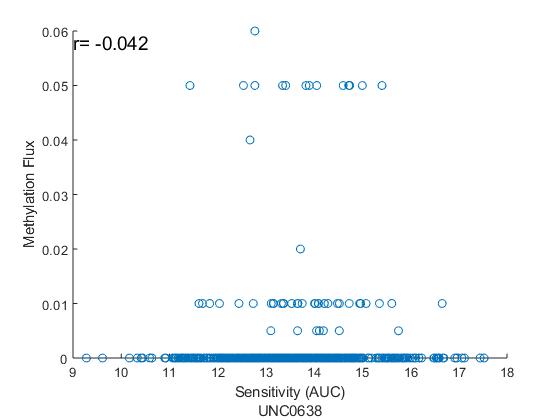 r= -0.042
0.06
0.05
0.04
0.03
0.02
0.01
0
Methylation Flux
9 10 11 12 13 14 15 16 17 18
Sensitivity (AUC)
UNC0638